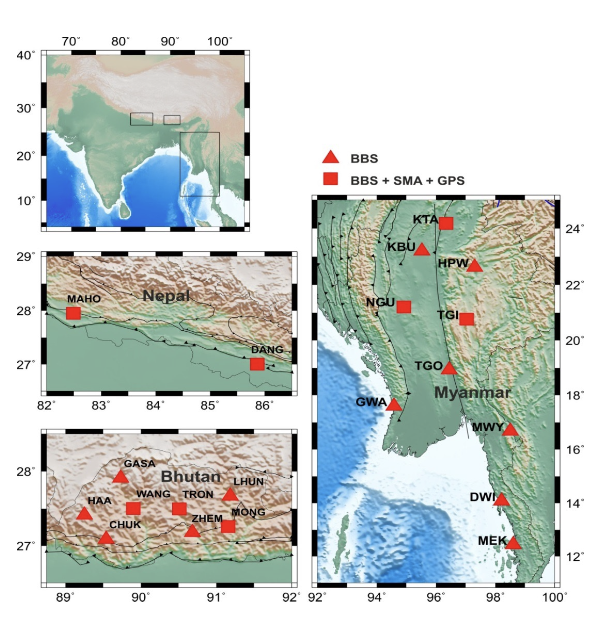 70˚ 80˚ 90˚ 100˚
40˚
30˚
20˚
10˚
BBS
BBS + SMA + GPS
29˚
28˚
27˚
MAHO
Nepal
DANG
82˚ 83˚ 84˚ 85˚ 86˚
28˚
27˚
GASA
Bhutan
LHUN
HAA
WANG
TRON
CHUK
ZHEM
MONG
89˚ 90˚ 91˚ 92˚
KTA
KBU
HPW
NGU
TGI
TGO
GWA
Myanmar
MWY
DWI
MEK
24˚
22˚
20˚
18˚
16˚
14˚
12˚
92˚ 94˚ 96˚ 98˚ 100˚